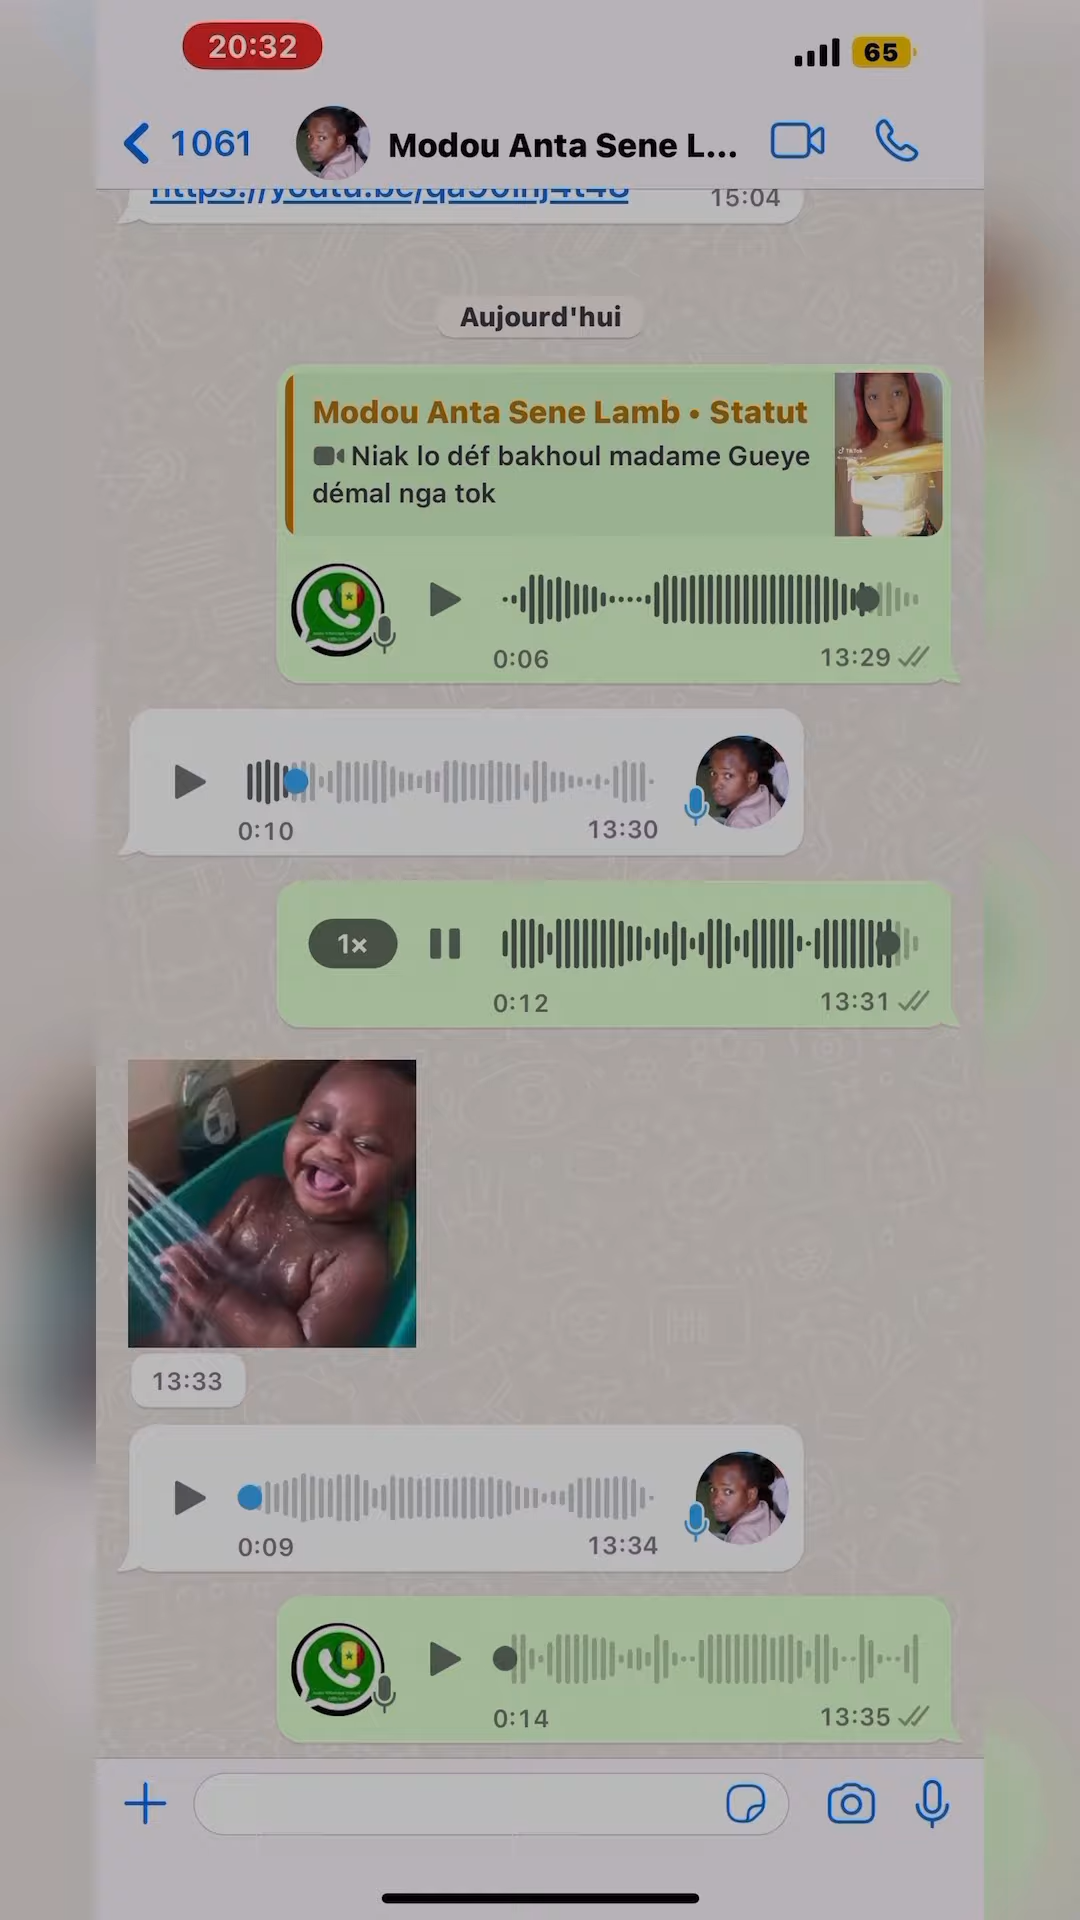 20:32
65
1061
Modou Anta Sene L...
15:04
Aujourd'hui
Modou Anta Sene Lamb • Statut
Niak lo déf bakhoul madame Gueye
démal nga tok
TikTok
0:06
13:29
0:10
13:30
1×
0:12
13:31
13:33
0:09
13:34
0:14
13:35